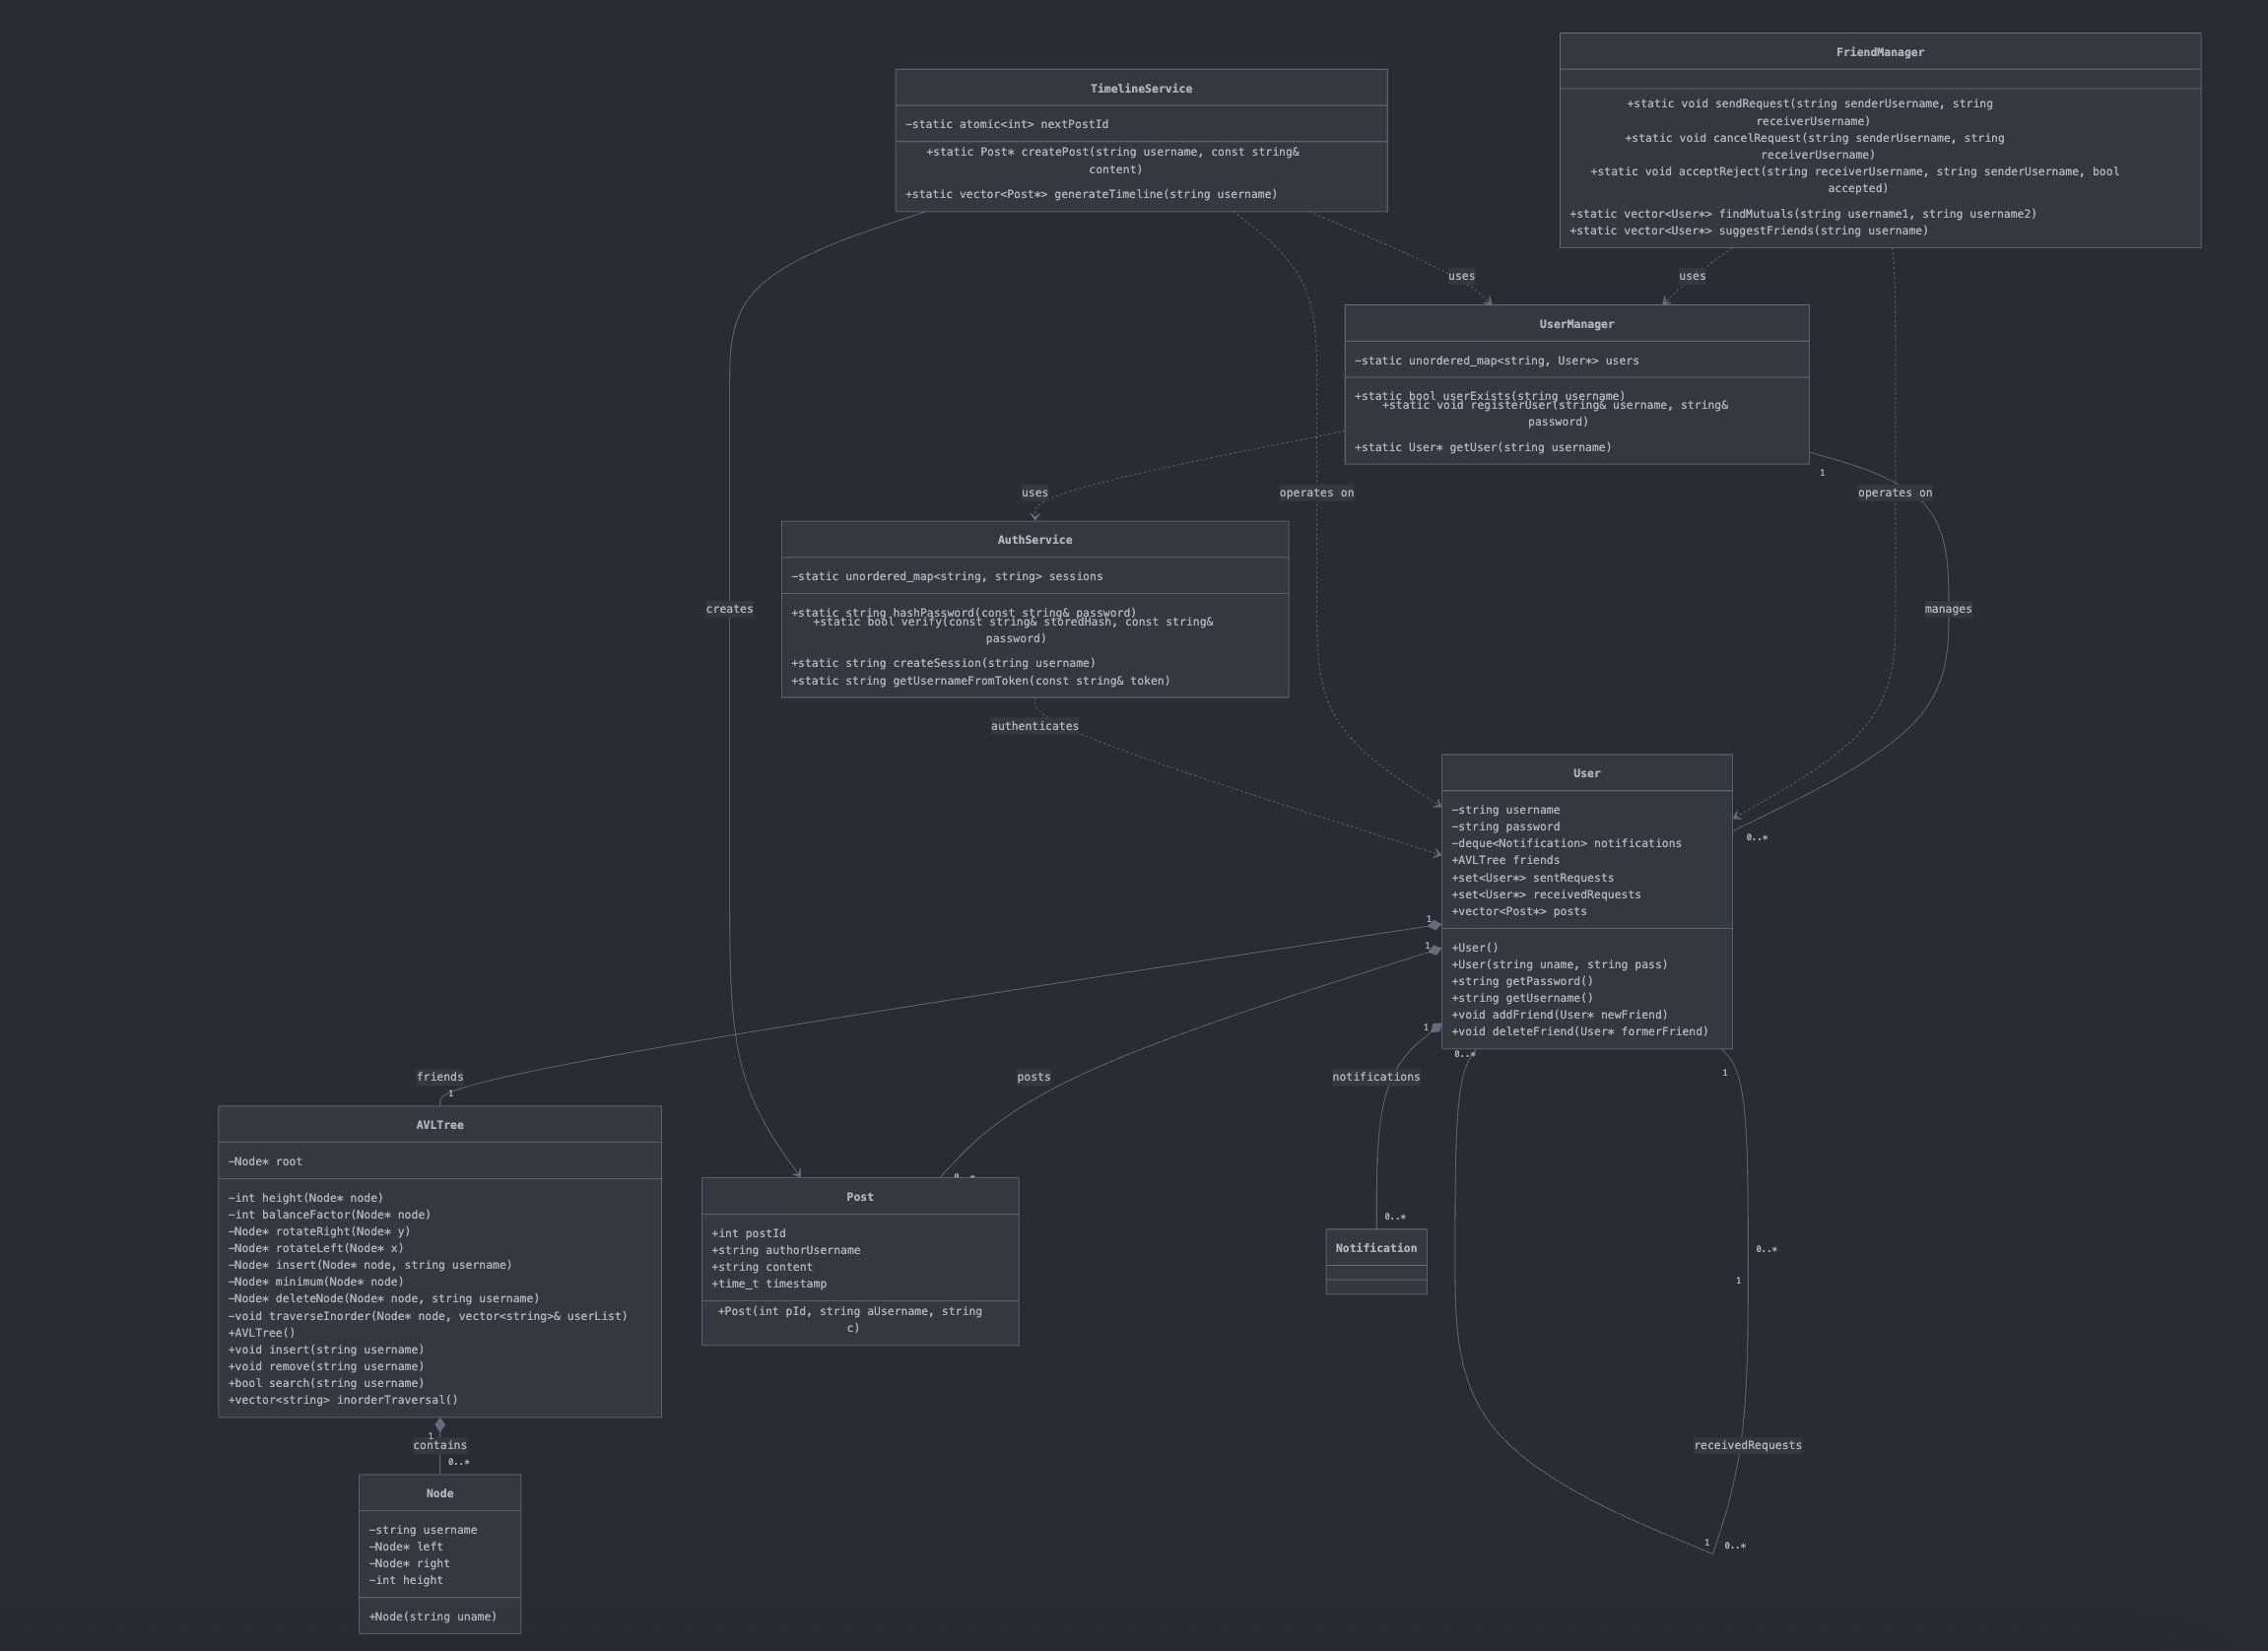 FriendManager
+static void sendRequest(string senderUsername, string
receiverUsername)
+static void cancelRequest(string senderUsername, string
receiverUsername)
+static void acceptReject(string receiverUsername, string senderUsername, bool
accepted)
+static vector<User*> findMutuals(string username1, string username2)
+static vector<User*> suggestFriends(string username)
TimelineService
−static atomic<int> nextPostId
+static Post* createPost(string username, const string&
content)
+static vector<Post*> generateTimeline(string username)
uses
uses
UserManager
−static unordered_map<string, User*> users
+static bool userExists(string username)
+static void registerUser(string& username, string&
password)
+static User* getUser(string username)
1
uses
operates on
operates on
AuthService
−static unordered_map<string, string> sessions
+static string hashPassword(const string& password)
+static bool verify(const string& storedHash, const string&
password)
+static string createSession(string username)
+static string getUsernameFromToken(const string& token)
creates
manages
authenticates
User
−string username
−string password
−deque<Notification> notifications
+AVLTree friends
+set<User*> sentRequests
+set<User*> receivedRequests
+vector<Post*> posts
+User()
+User(string uname, string pass)
+string getPassword()
+string getUsername()
+void addFriend(User* newFriend)
+void deleteFriend(User* formerFriend)
0..*
1
1
1
0..*
1
friends
1
posts
notifications
AVLTree
−Node* root
−int height(Node* node)
−int balanceFactor(Node* node)
−Node* rotateRight(Node* y)
−Node* rotateLeft(Node* x)
−Node* insert(Node* node, string username)
−Node* minimum(Node* node)
−Node* deleteNode(Node* node, string username)
−void traverseInorder(Node* node, vector<string>& userList)
+AVLTree()
+void insert(string username)
+void remove(string username)
+bool search(string username)
+vector<string> inorderTraversal()
Post
+int postId
+string authorUsername
+string content
+time_t timestamp
+Post(int pId, string aUsername, string
c)
0..*
Notification
0..*
1
receivedRequests
1
0..*
1
contains
0..*
Node
−string username
−Node* left
−Node* right
−int height
+Node(string uname)